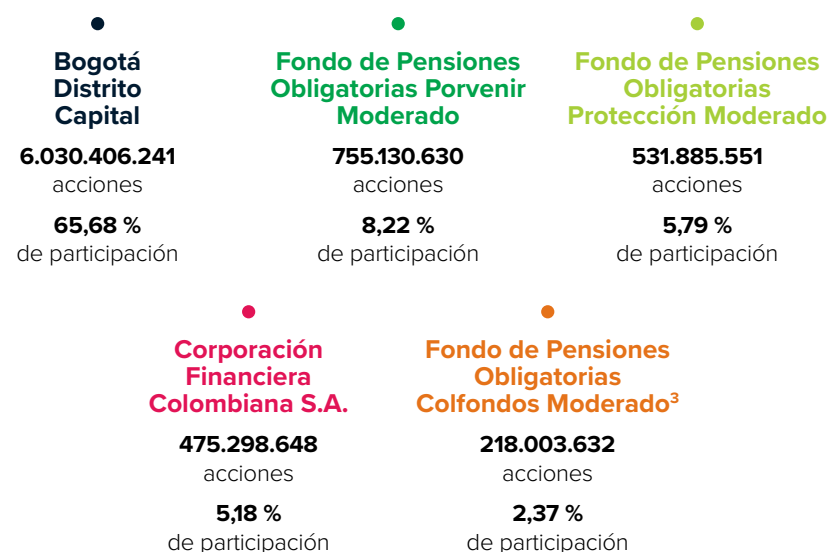 Bogotá
Distrito
Capital
6.030.406.241
acciones
65,68 %
de participación
Fondo de Pensiones
Obligatorias Porvenir
Moderado
755.130.630
acciones
8,22 %
de participación
Fondo de Pensiones
Obligatorias
Protección Moderado
531.885.551
acciones
5,79 %
de participación
Corporación
Financiera
Colombiana S.A.
475.298.648
acciones
5,18 %
de participación
Fondo de Pensiones
Obligatorias
Colfondos Moderado³
218.003.632
acciones
2,37 %
de participación